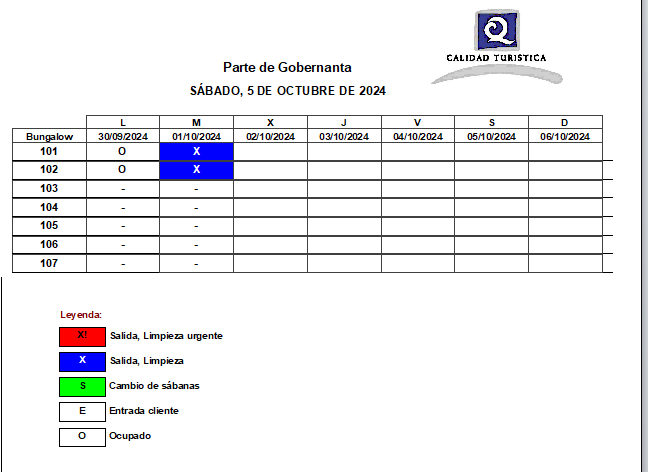 Q
CALIDAD TURISTICA
Parte de Gobernanta
SÁBADO, 5 DE OCTUBRE DE 2024
L M X J V S D
Bungalow 30/09/2024 01/10/2024 02/10/2024 03/10/2024 04/10/2024 05/10/2024 06/10/2024
101 O X
102 O X
103 - -
104 - -
105 - -
106 - -
107 - -
Leyenda:
X! Salida, Limpieza urgente
X Salida, Limpieza
S Cambio de sábanas
E Entrada cliente
O Ocupado